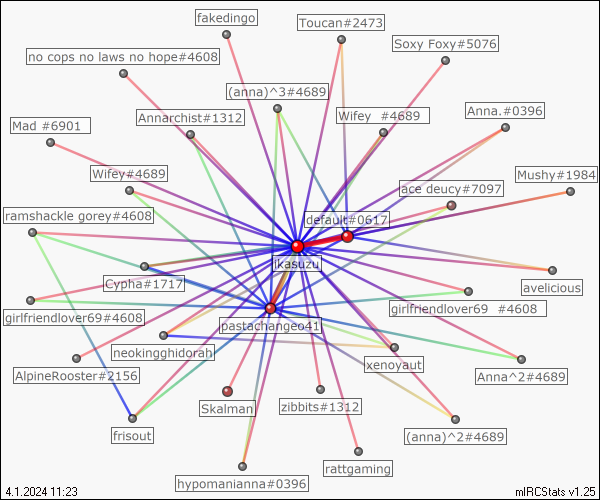 fakedingo
Toucan#2473
Soxy Foxy#5076
no cops no laws no hope#4608
(anna)^3#4689
Annarchist#1312
Wifey  #4689
Anna.#0396
Mad #6901
Wifey#4689
ace deucy#7097
Mushy#1984
ramshackle gorey#4608
default#0617
jkasuzu
Cypha#1717
avelicious
girlfriendlover69#4608
girlfriendlover69  #4608
pastachangeo41
neokingghidorah
xenoyaut
AlpineRooster#2156
Anna^2#4689
Skalman
zibbits#1312
frisout
(anna)^2#4689
rattgaming
hypomanianna#0396
4.1.2024 11:23
mIRCStats v1.25